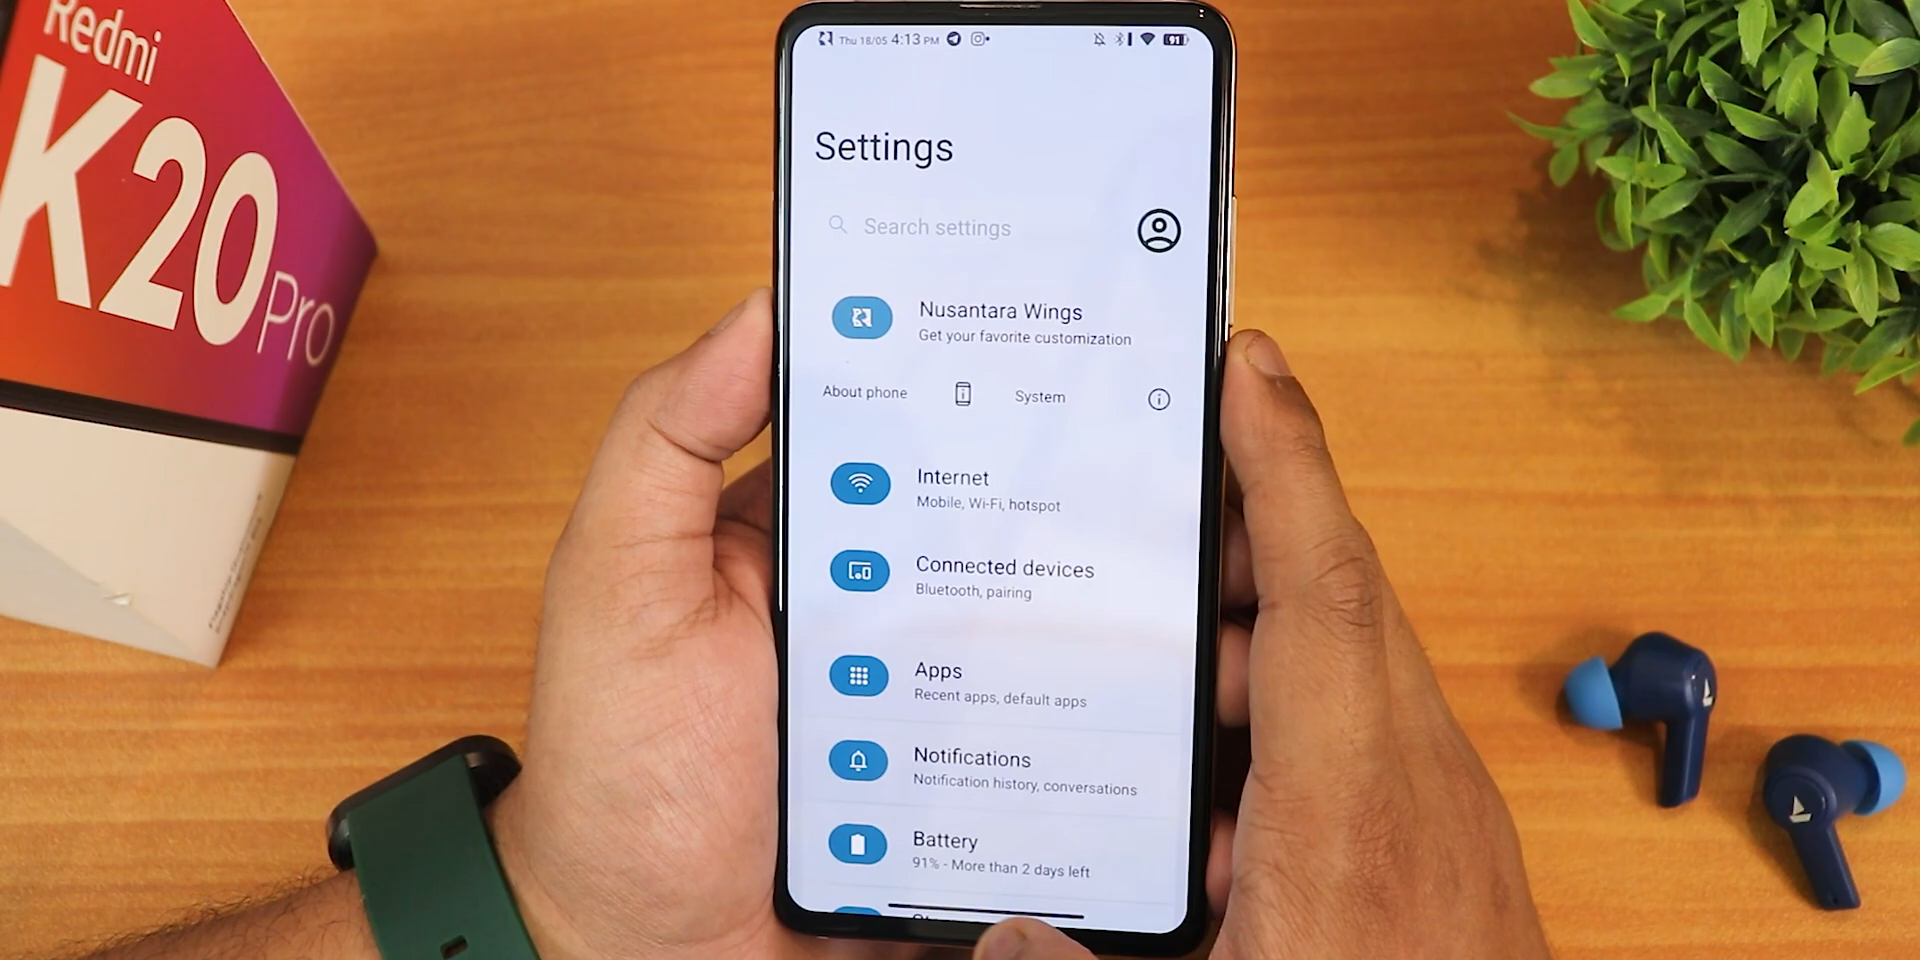 Redmi
K20
Pro
Thu 18/05 4:13 PM
91
Settings
Search settings
Nusantara Wings
Get your favorite customization
About phone
System
Internet
Mobile, Wi-Fi, hotspot
Connected devices
Bluetooth, pairing
Apps
Recent apps, default apps
Notifications
Notification history, conversations
Battery
91% - More than 2 days left